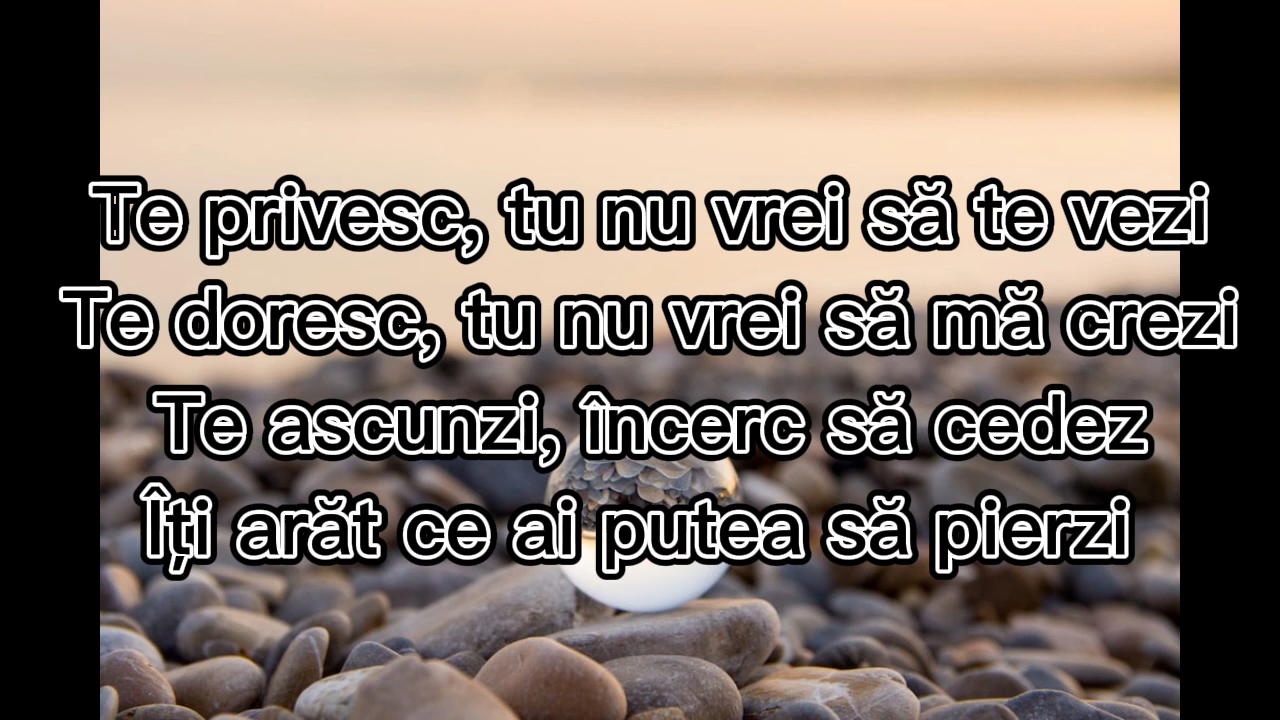 Te privesc, tu nu vrei să te vezi
Te doresc, tu nu vrei să mă crezi
Te ascunzi, încerc să cedez
Îți arăt ce ai putea să pierzi